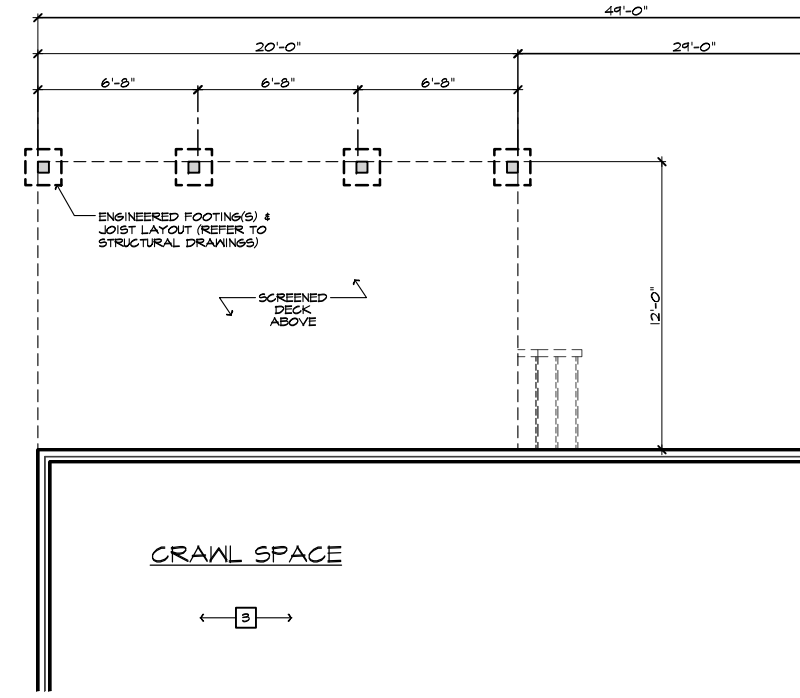 49'-0"
20'-0"
29'-0"
6'-8"
6'-8"
6'-8"
ENGINEERED FOOTING(S) &
JOIST LAYOUT (REFER TO
STRUCTURAL DRAWINGS)
SCREENED
DECK
ABOVE
12'-0"
CRAWL SPACE
3